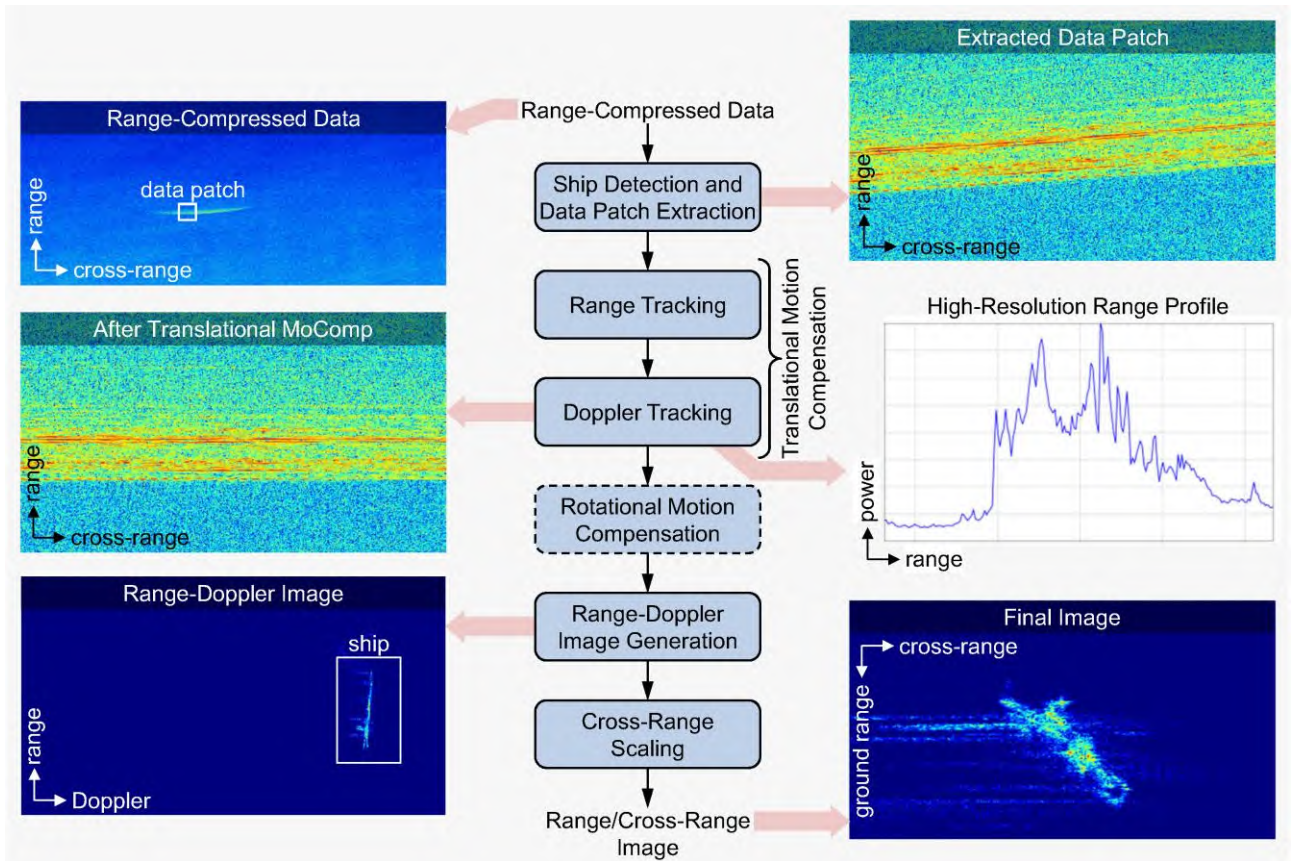 Range-Compressed Data
data patch
range
cross-range
After Translational MoComp
range
cross-range
Range-Doppler Image
ship
range
Doppler
Range-Compressed Data
Ship Detection and
Data Patch Extraction
Range Tracking
Doppler Tracking
Translational Motion
Compensation
Rotational Motion
Compensation
Range-Doppler
Image Generation
Cross-Range
Scaling
Range/Cross-Range
Image
Extracted Data Patch
range
cross-range
High-Resolution Range Profile
power
range
Final Image
cross-range
ground range